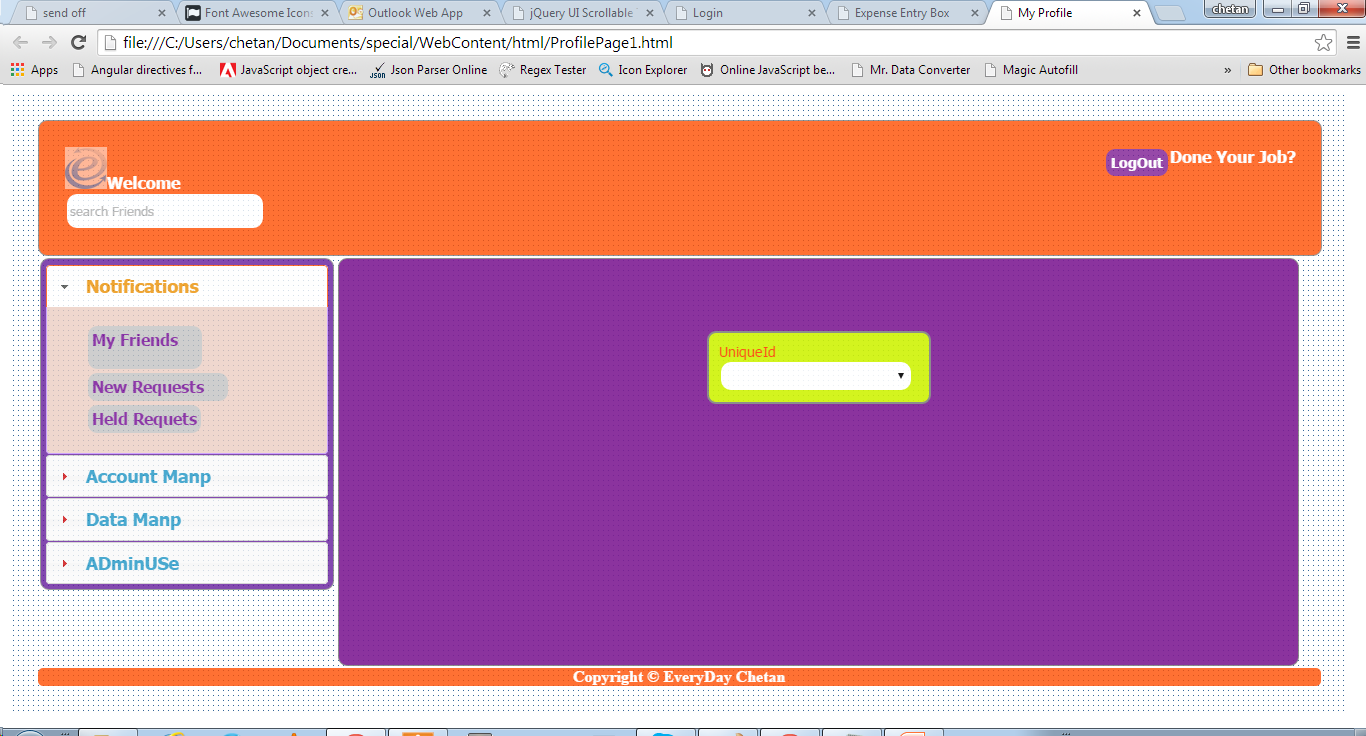 send off
Font Awesome Icons
Outlook Web App
jQuery UI Scrollable
Login
Expense Entry Box
My Profile
chetan
file:///C:/Users/chetan/Documents/special/WebContent/html/ProfilePage1.html
Apps
Angular directives f...
JavaScript object cre...
Json Parser Online
Regex Tester
Icon Explorer
Online JavaScript be...
Mr. Data Converter
Magic Autofill
»
Other bookmarks
Welcome
LogOut
Done Your Job?
search Friends
Notifications
My Friends
New Requests
Held Requets
Account Manp
Data Manp
ADminUSe
UniqueId
Copyright © EveryDay Chetan